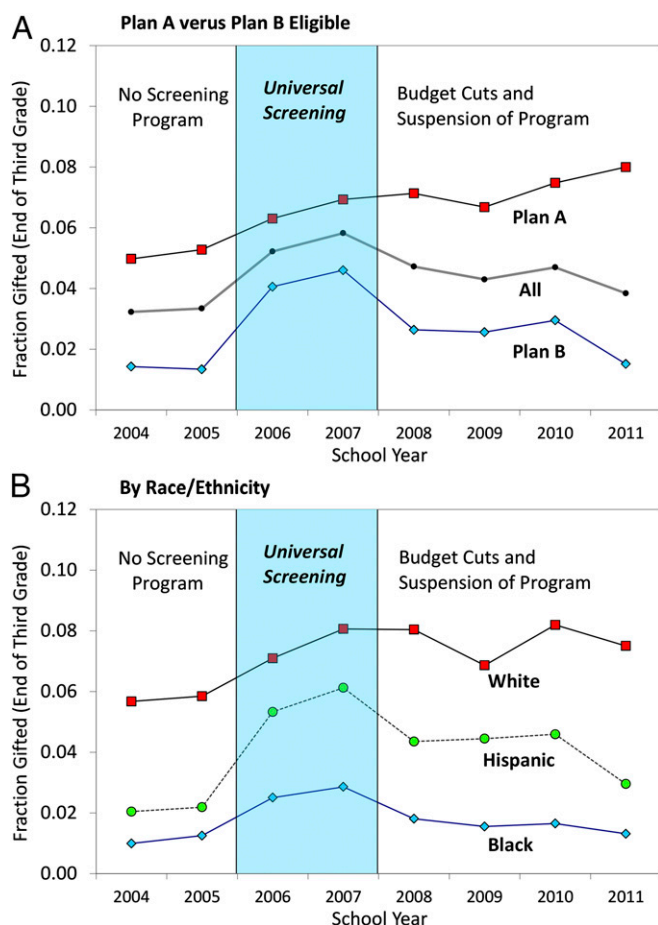 A
Plan A versus Plan B Eligible
Fraction Gifted (End of Third Grade)
0.12
0.10
0.08
0.06
0.04
0.02
0.00
No Screening
Program
Universal
Screening
Budget Cuts and
Suspension of Program
Plan A
All
Plan B
2004 2005 2006 2007 2008 2009 2010 2011
School Year
B
By Race/Ethnicity
Fraction Gifted (End of Third Grade)
0.12
0.10
0.08
0.06
0.04
0.02
0.00
No Screening
Program
Universal
Screening
Budget Cuts and
Suspension of Program
White
Hispanic
Black
2004 2005 2006 2007 2008 2009 2010 2011
School Year